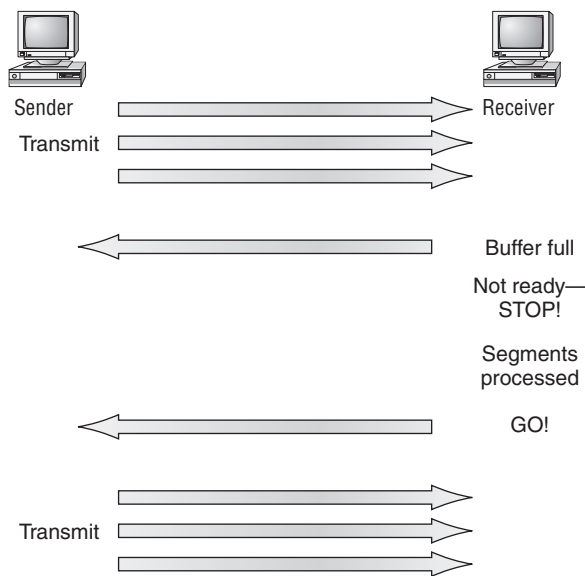 Sender
Receiver
Transmit
Buffer full
Not ready—
STOP!
Segments
processed
GO!
Transmit